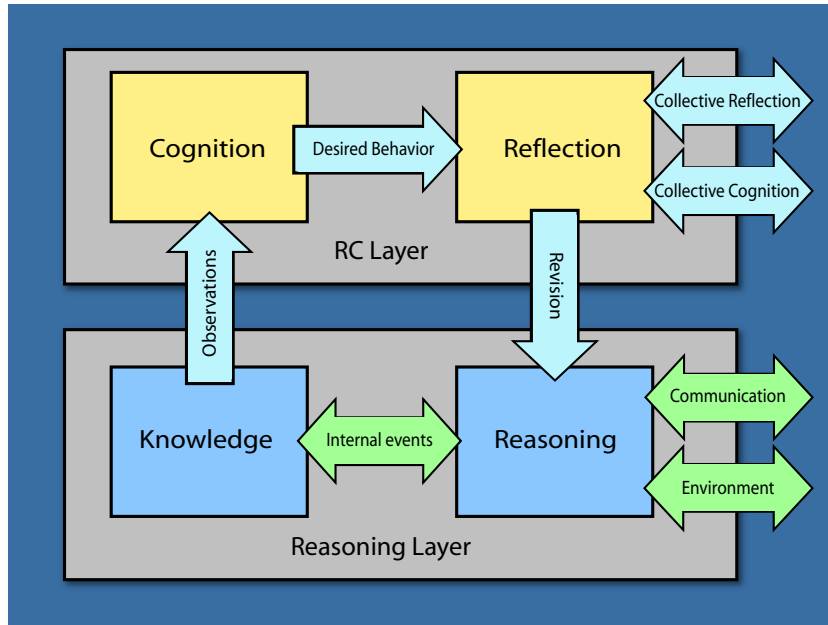 Cognition
Desired Behavior
Reflection
Collective Reflection
Collective Cognition
RC Layer
Observations
Revision
Knowledge
Internal events
Reasoning
Communication
Environment
Reasoning Layer